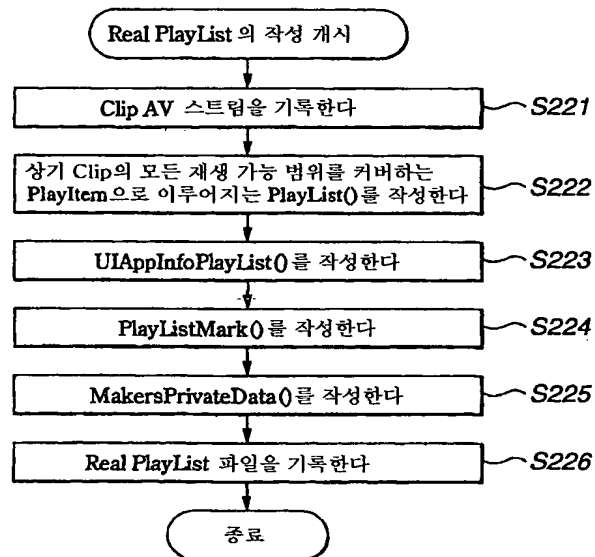 Real PlayList 의 작성 개시
Clip AV 스트림을 기록한다
S221
상기 Clip의 모든 재생 가능 범위를 커버하는
PlayItem으로 이루어지는 PlayList()를 작성한다
S222
UIAppInfoPlayList()를 작성한다
S223
PlayListMark()를 작성한다
S224
MakersPrivateData()를 작성한다
S225
Real PlayList 파일을 기록한다
S226
종료